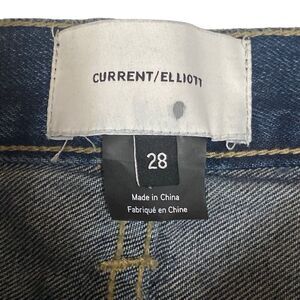 CURRENT/ELLIOTT
28
Made in China
Fabriqué en Chine